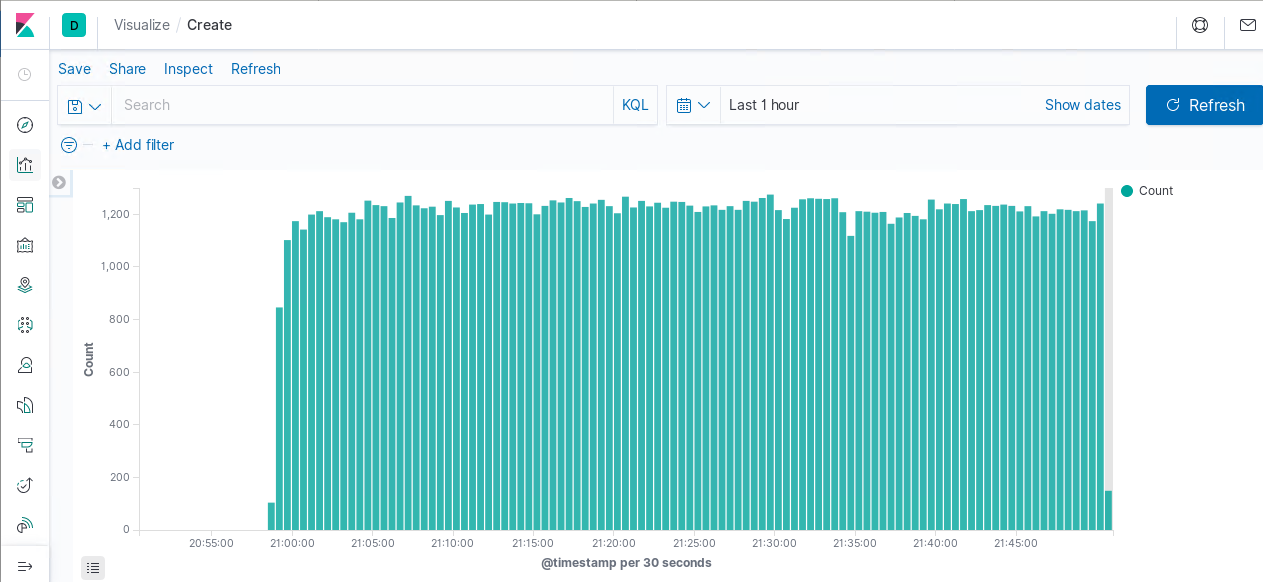 D Visualize / Create
Save Share Inspect Refresh
Search KQL Last 1 hour Show dates Refresh
+ Add filter
Count
1,200
1,000
800
600
400
200
0
Count
20:55:00 21:00:00 21:05:00 21:10:00 21:15:00 21:20:00 21:25:00 21:30:00 21:35:00 21:40:00 21:45:00
@timestamp per 30 seconds